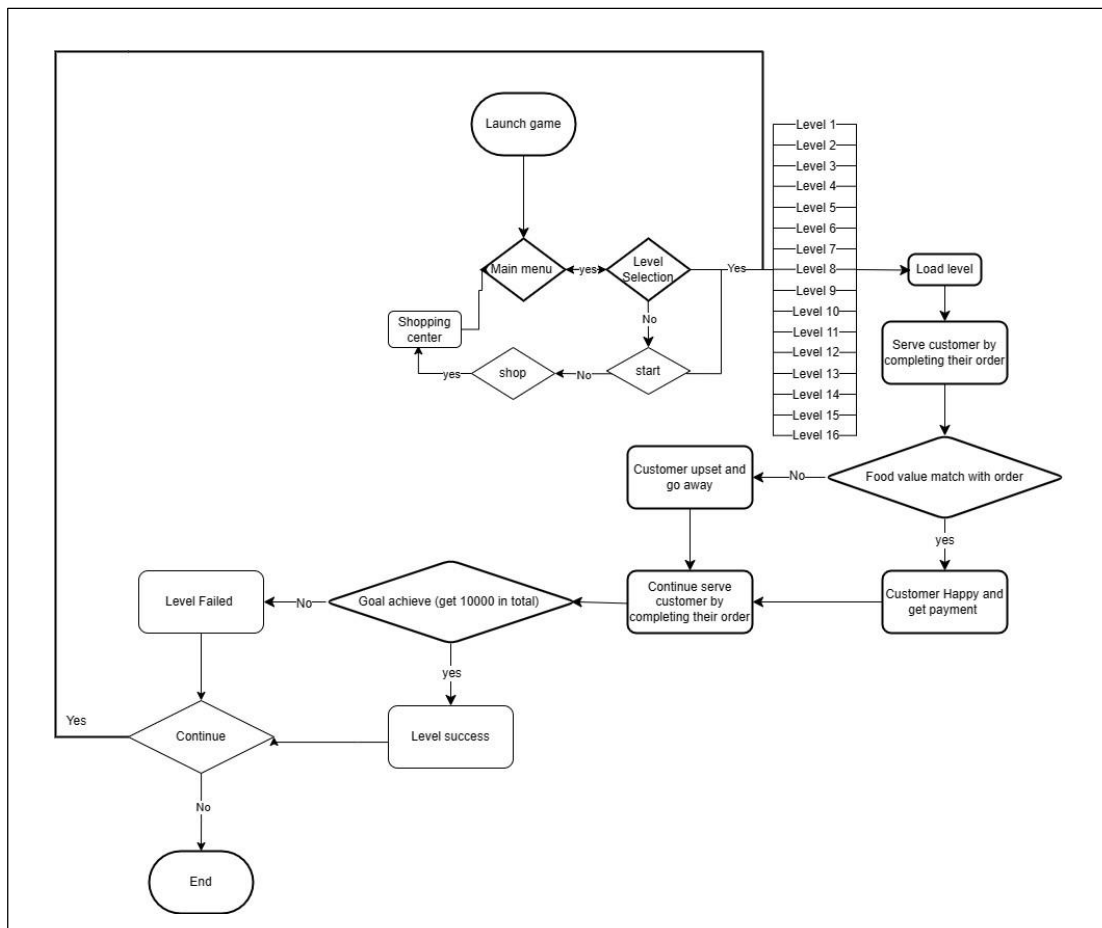 Launch game
Level 1
Level 2
Level 3
Level 4
Level 5
Level 6
Level 7
Level 8
Level 9
Level 10
Level 11
Level 12
Level 13
Level 14
Level 15
Level 16
Main menu
yes
Level
Selection
Yes
Load level
No
Shopping
center
yes
shop
No
start
Serve customer by
completing their order
Customer upset and
go away
No
Food value match with order
yes
Level Failed
No
Goal achieve (get 10000 in total)
Continue serve
customer by
completing their order
Customer Happy and
get payment
yes
Yes
Continue
Level success
No
End